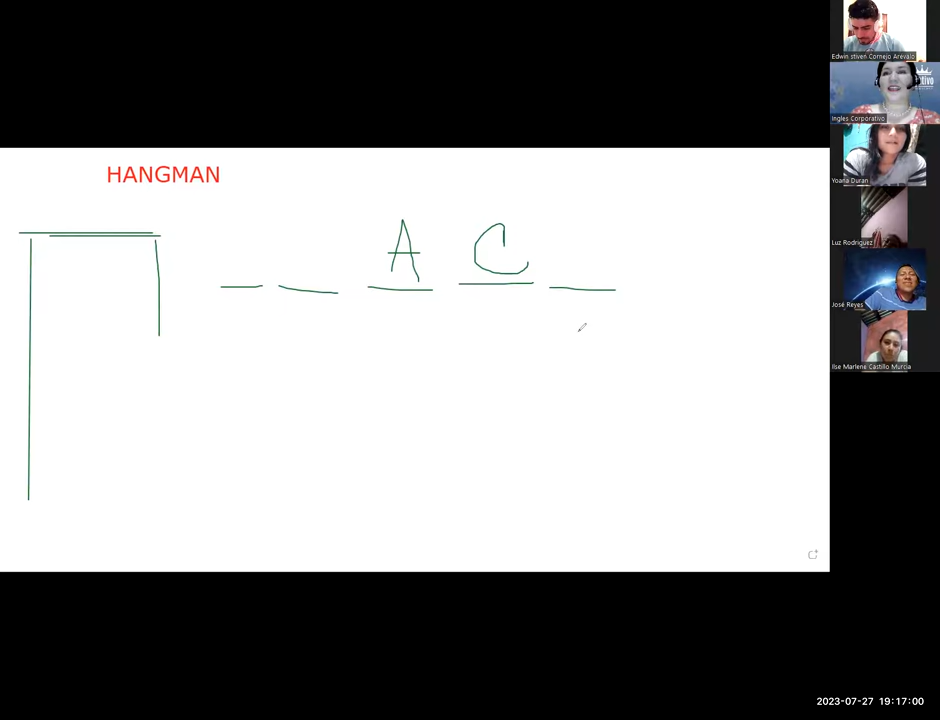 HANGMAN
A C
Edwin stiven Cornejo Arevalo
Ingles Corporativo
Yoana Duran
Luz Rodriguez
José Reyes
Ilse Marlene Castillo Murcia
2023-07-27 19:17:00